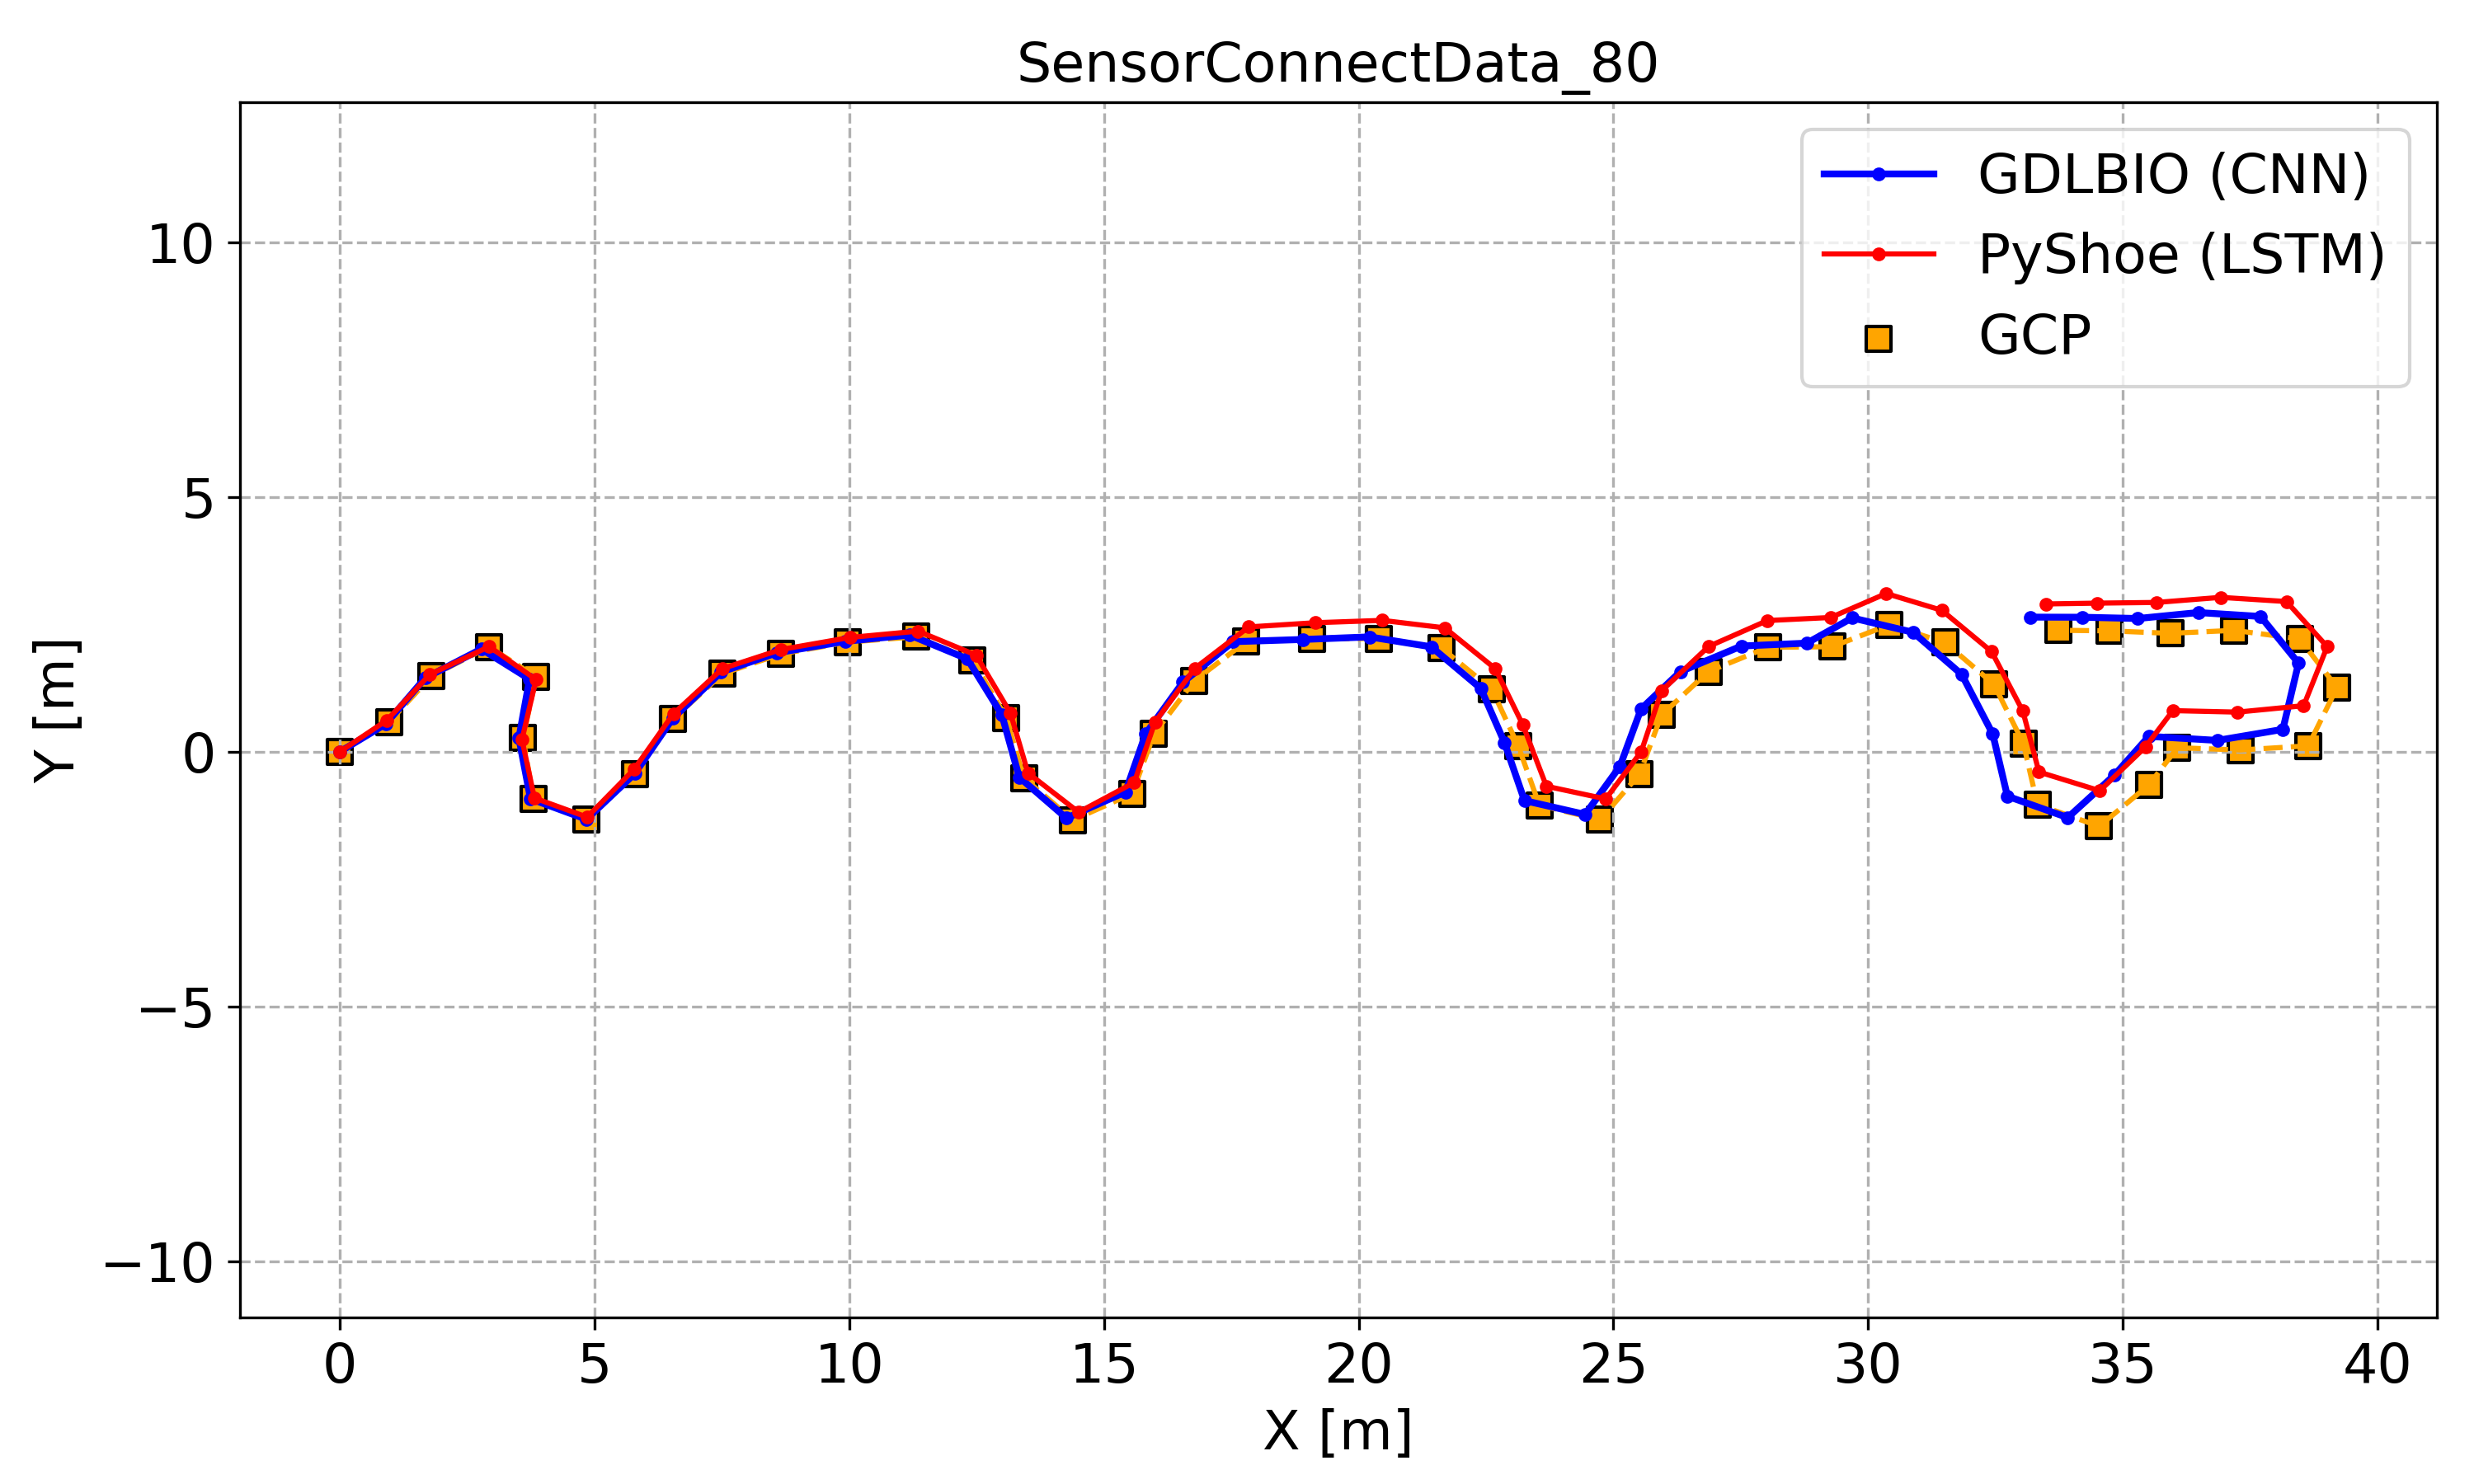 SensorConnectData_80
GDLBIO (CNN)
PyShoe (LSTM)
GCP
Y [m]
10
5
0
−5
−10
0 5 10 15 20 25 30 35 40
X [m]